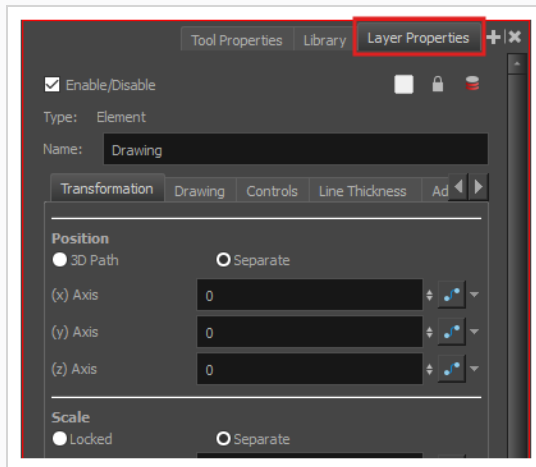 Tool Properties Library Layer Properties
Enable/Disable
Type: Element
Name: Drawing
Transformation Drawing Controls Line Thickness Ad
Position
3D Path Separate
(x) Axis 0
(y) Axis 0
(z) Axis 0
Scale
Locked Separate